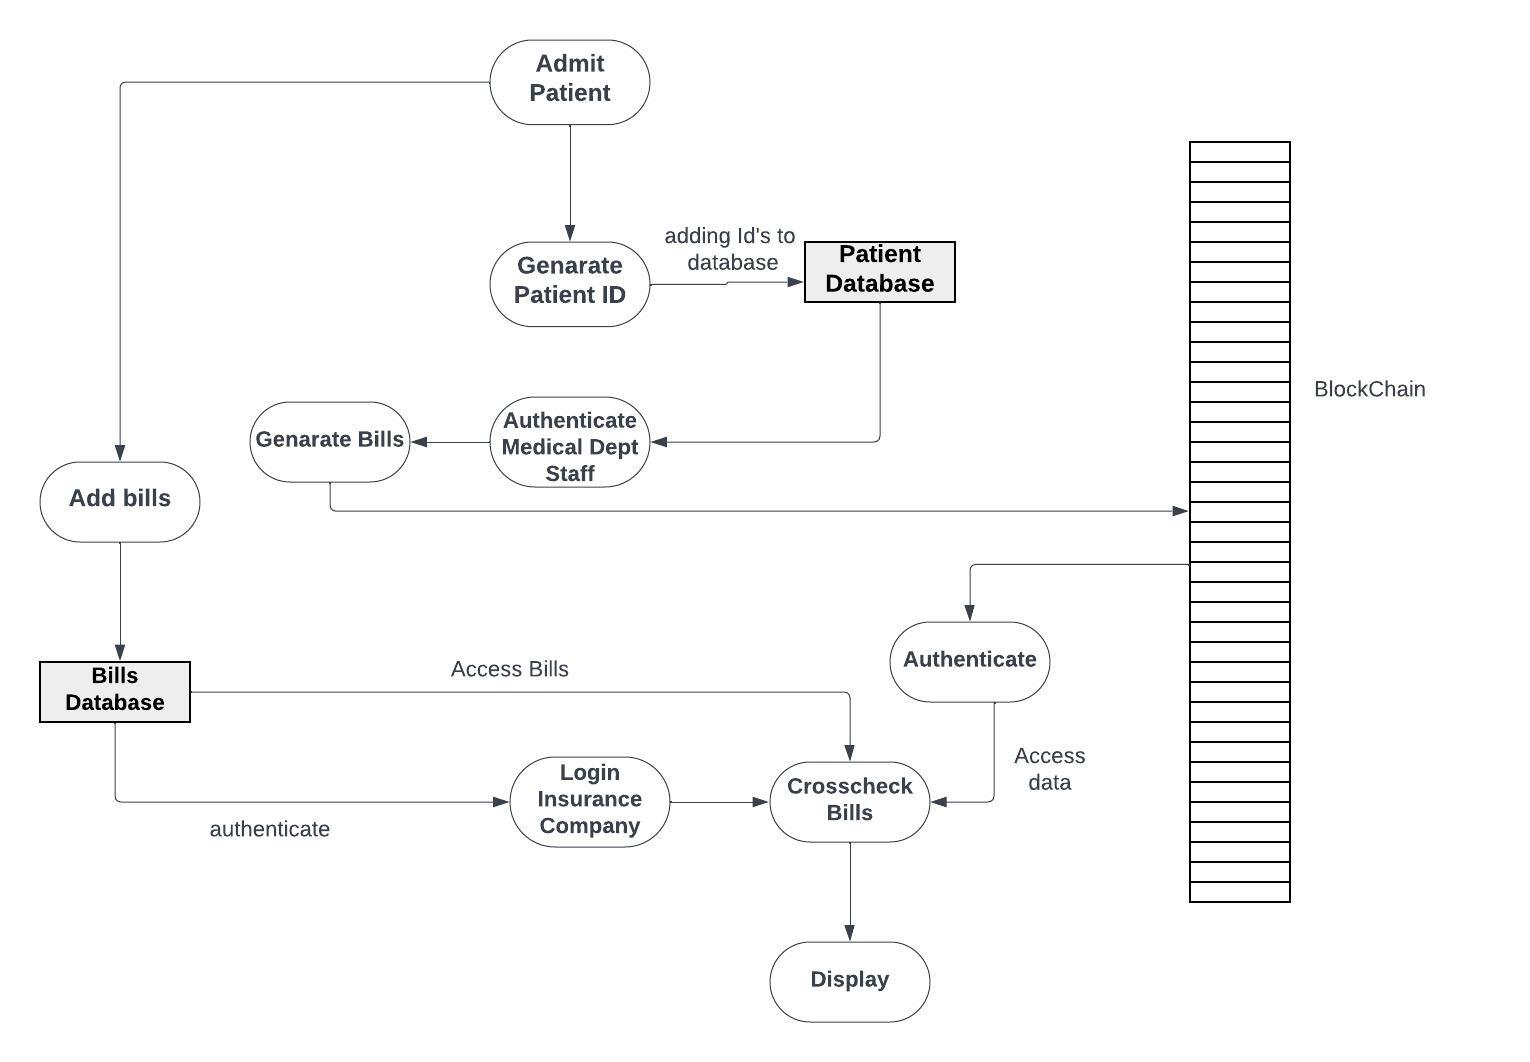 Admit
Patient
adding Id's to
database
Patient
Database
Genarate
Patient ID
BlockChain
Genarate Bills
Authenticate
Medical Dept
Staff
Add bills
Authenticate
Bills
Database
Access Bills
Access
data
Login
Insurance
Company
Crosscheck
Bills
authenticate
Display